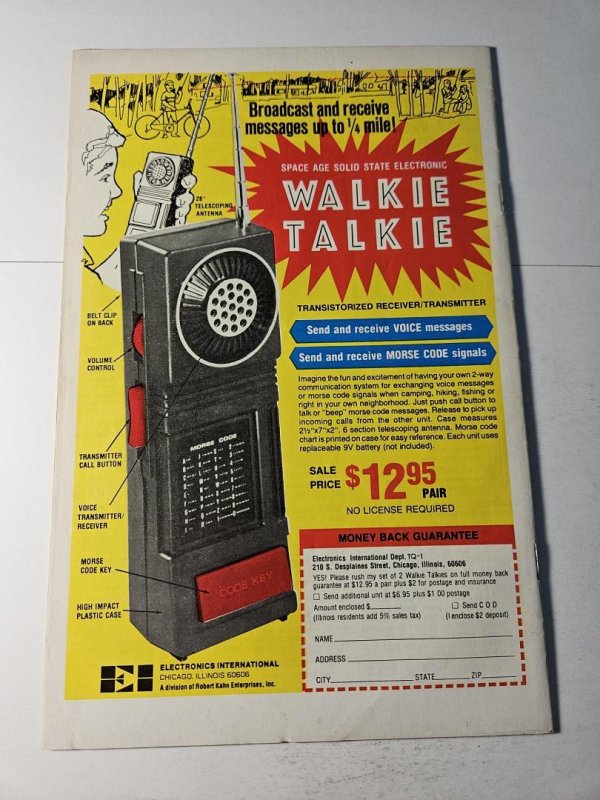 Broadcast and receive
messages up to ¼ mile!
SPACE AGE SOLID STATE ELECTRONIC
WALKIE
TALKIE
28"
TELESCOPING
ANTENNA
BELT CLIP
ON BACK
VOLUME
CONTROL
TRANSMITTER
CALL BUTTON
VOICE
TRANSMITTER/
RECEIVER
MORSE
CODE KEY
HIGH IMPACT
PLASTIC CASE
MORSE CODE
CODE KEY
TRANSISTORIZED RECEIVER/TRANSMITTER
Send and receive VOICE messages
Send and receive MORSE CODE signals
Imagine the fun and excitement of having your own 2-way
communication system for exchanging voice messages
or morse code signals when camping, hiking, fishing or
right in your own neighborhood. Just push call button to
talk or "beep" morse code messages. Release to pick up
incoming calls from the other unit. Case measures
2½"x7"x2". 6 section telescoping antenna. Morse code
chart is printed on case for easy reference. Each unit uses
replaceable 9V battery (not included).
SALE
PRICE $12.95
PAIR
NO LICENSE REQUIRED
MONEY BACK GUARANTEE
Electronics International Dept. TQ-1
210 S. Desplaines Street, Chicago, Illinois, 60606
YES! Please rush my set of 2 Walkie Talkies on full money back
guarantee at $12.95 a pair plus $2 for postage and insurance
Send additional unit at $6.95 plus $1.00 postage
Amount enclosed $ Send C O D
(Illinois residents add 5% sales tax) (I enclose $2 deposit)
NAME
ADDRESS
CITY STATE ZIP
EI ELECTRONICS INTERNATIONAL
CHICAGO, ILLINOIS 60606
A division of Robert Kahn Enterprises, Inc.